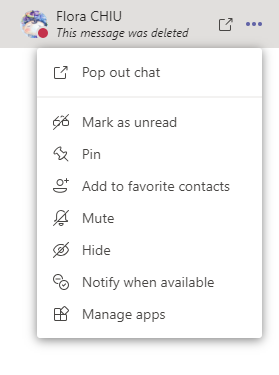 Flora CHIU
This message was deleted
Pop out chat
Mark as unread
Pin
Add to favorite contacts
Mute
Hide
Notify when available
Manage apps